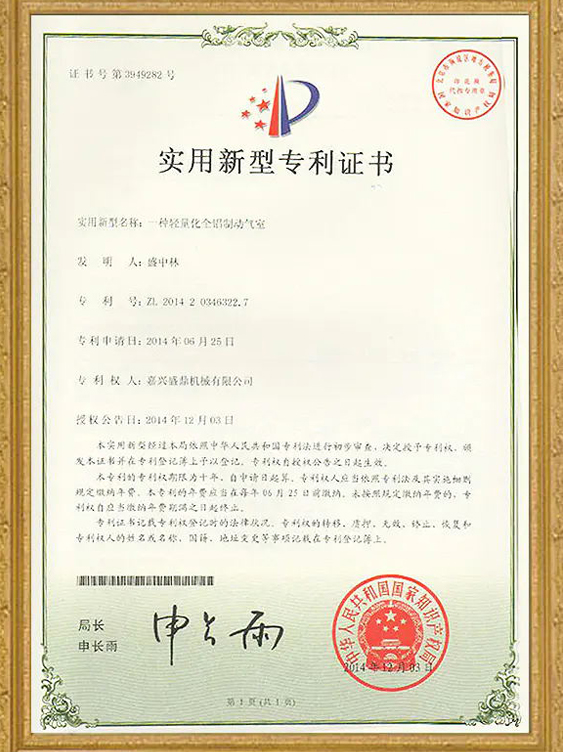 证书号第3949282号
实用新型专利证书
实用新型名称：一种轻量化全铝制动气室
发明人：盛中林
专利号：ZL 2014 2 0346322.7
专利申请日：2014年06月25日
专利权人：嘉兴盛鼎机械有限公司
授权公告日：2014年12月03日
本实用新型经过本局依照中华人民共和国专利法进行初步审查，决定授予专利权，颁
发本证书并在专利登记簿上予以登记。专利权自授权公告之日起生效。
本专利的专利权期限为十年，自申请日起算。专利权人应当依照专利法及其实施细则
规定缴纳年费。本专利的年费应当在每年06月25日前缴纳。未按照规定缴纳年费的，专
利权自应当缴纳年费期满之日起终止。
专利证书记载专利权登记时的法律状况。专利权的转移、质押、无效、终止、恢复和
专利权人的姓名或名称、国籍、地址变更等事项记载在专利登记簿上。
局长
申长雨
申长雨
中华人民共和国国家知识产权局
2014年12月03日
第1页(共1页)